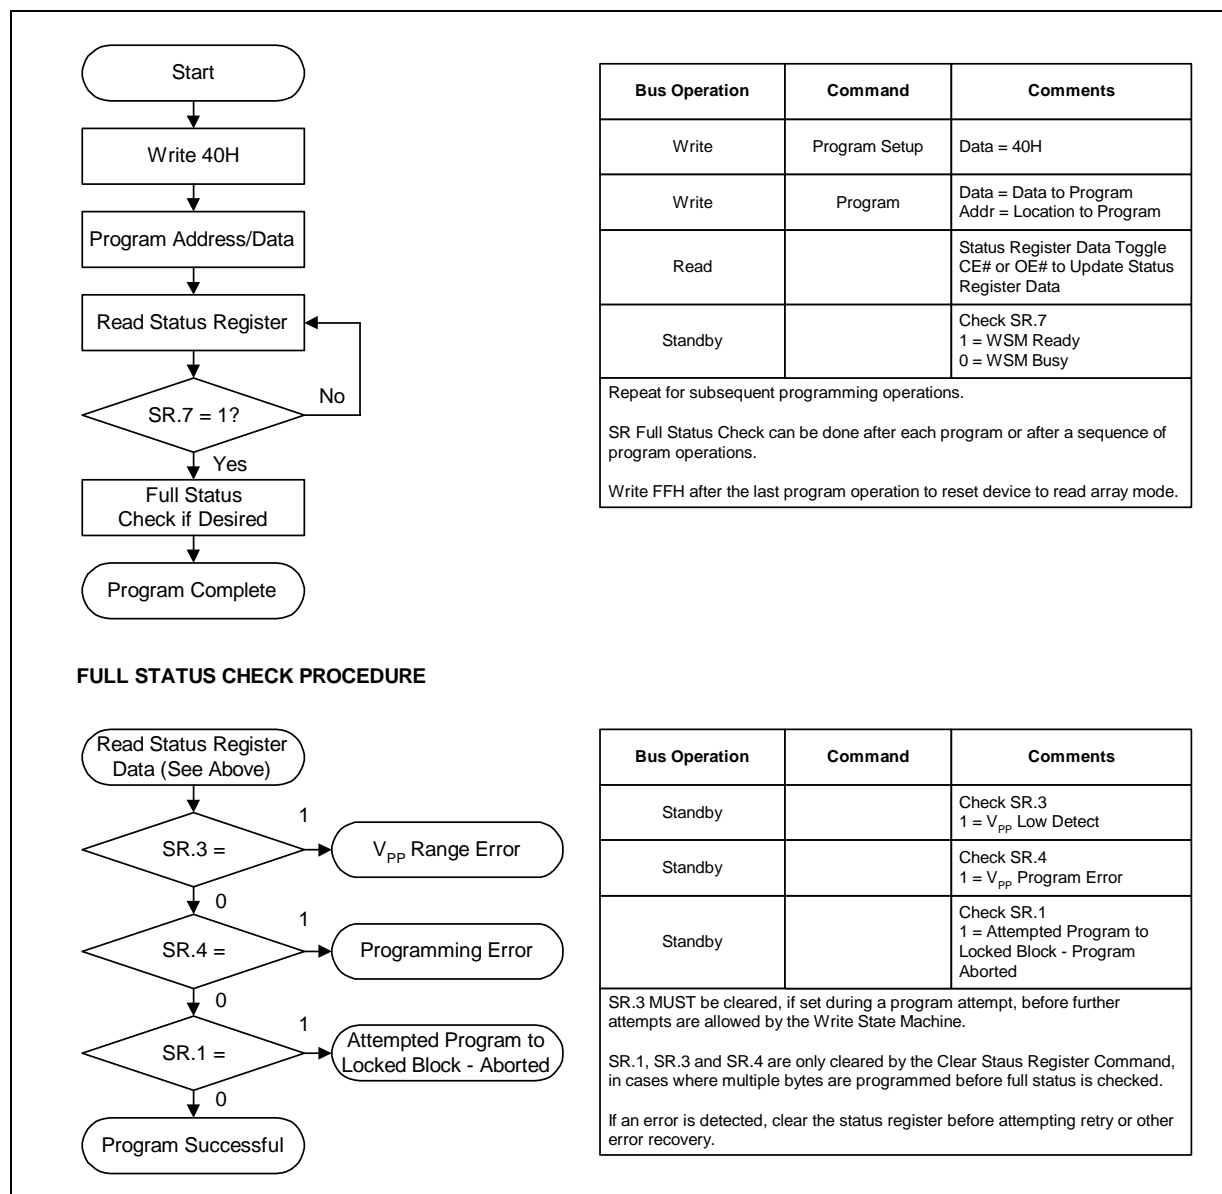 Start
Write 40H
Program Address/Data
Read Status Register
No
SR.7 = 1?
Yes
Full Status
Check if Desired
Program Complete
Bus Operation Command Comments
Write Program Setup Data = 40H
Write Program Data = Data to Program
Addr = Location to Program
Read Status Register Data Toggle
CE# or OE# to Update Status
Register Data
Standby Check SR.7
1 = WSM Ready
0 = WSM Busy
Repeat for subsequent programming operations.
SR Full Status Check can be done after each program or after a sequence of
program operations.
Write FFH after the last program operation to reset device to read array mode.
FULL STATUS CHECK PROCEDURE
Read Status Register
Data (See Above)
1
SR.3 =
VPP Range Error
0
1
SR.4 =
Programming Error
0
1
SR.1 =
Attempted Program to
Locked Block - Aborted
0
Program Successful
Bus Operation Command Comments
Standby Check SR.3
1 = VPP Low Detect
Standby Check SR.4
1 = VPP Program Error
Standby Check SR.1
1 = Attempted Program to
Locked Block - Program
Aborted
SR.3 MUST be cleared, if set during a program attempt, before further
attempts are allowed by the Write State Machine.
SR.1, SR.3 and SR.4 are only cleared by the Clear Staus Register Command,
in cases where multiple bytes are programmed before full status is checked.
If an error is detected, clear the status register before attempting retry or other
error recovery.